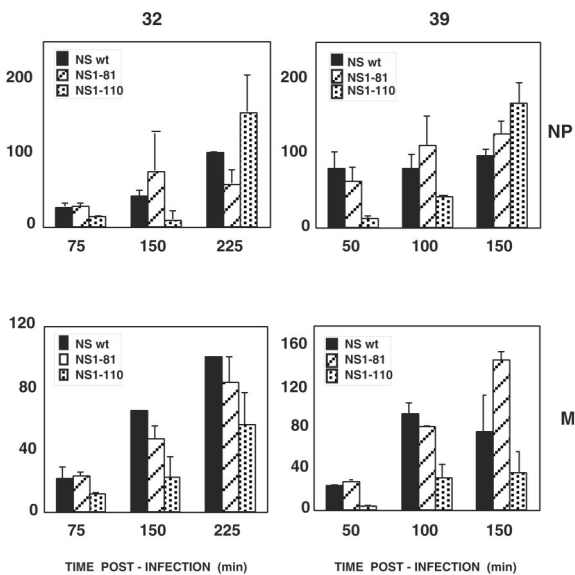 32
39
200
100
0
NS wt
NS1-81
NS1-110
75 150 225
200
100
0
NS wt
NS1-81
NS1-110
50 100 150
NP
120
80
40
0
NS wt
NS1-81
NS1-110
75 150 225
160
120
80
40
0
NS wt
NS1-81
NS1-110
50 100 150
M
TIME POST - INFECTION (min)
TIME POST - INFECTION (min)